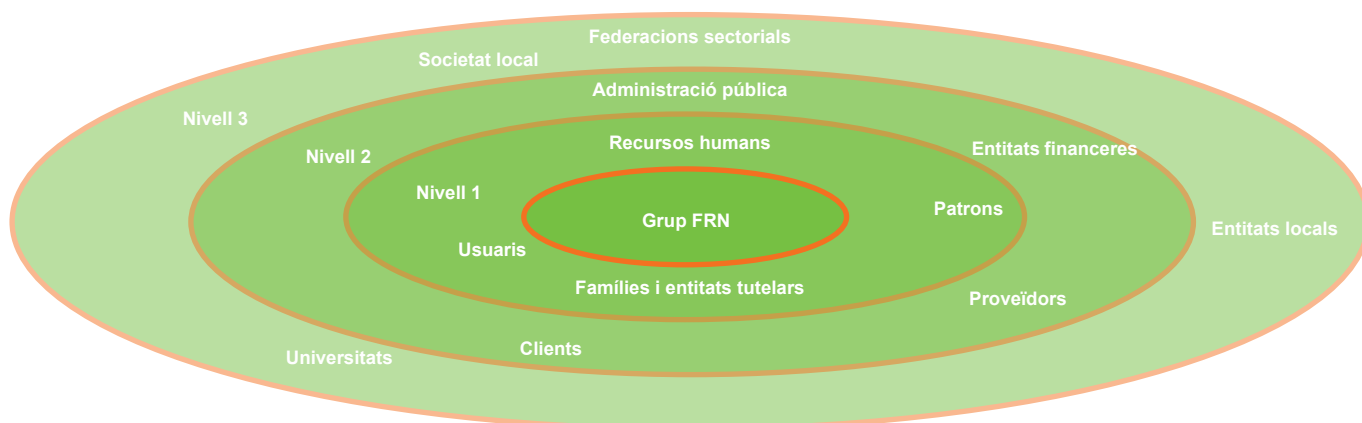 Federacions sectorials
Societat local
Administració pública
Nivell 3
Recursos humans
Entitats financeres
Nivell 2
Nivell 1
Patrons
Grup FRN
Entitats locals
Usuaris
Famílies i entitats tutelars
Proveïdors
Clients
Universitats